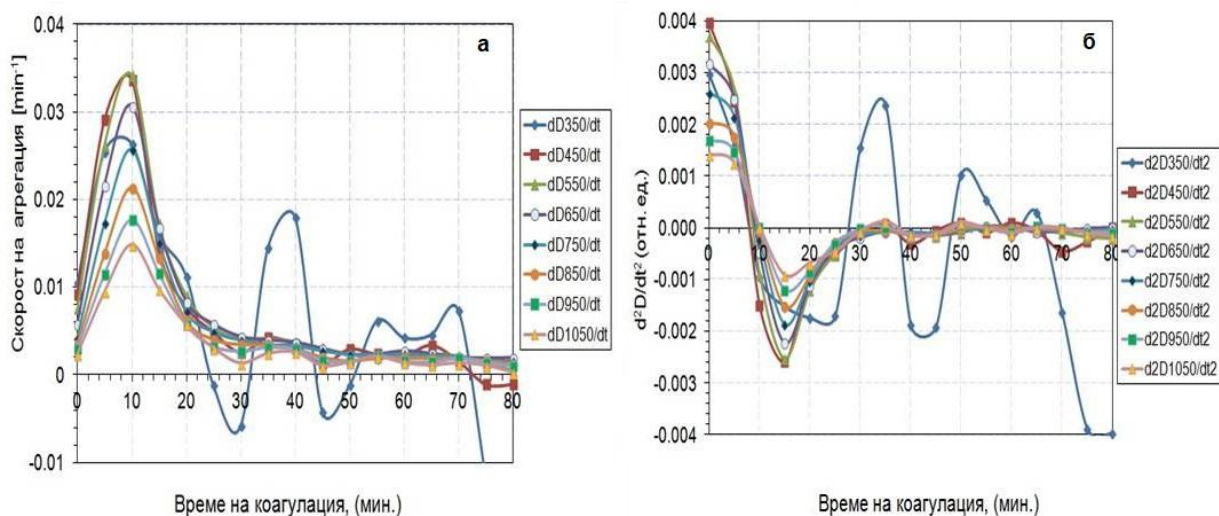 а
Скорост на агрегация [min⁻¹]
0.04
0.03
0.02
0.01
0
-0.01
0 10 20 30 40 50 60 70 80
Време на коагулация, (мин.)
dD350/dt
dD450/dt
dD550/dt
dD650/dt
dD750/dt
dD850/dt
dD950/dt
dD1050/dt
б
d²D/dt² (отн. ед.)
0.004
0.003
0.002
0.001
0.000
-0.001
-0.002
-0.003
-0.004
0 10 20 30 40 50 60 70 80
Време на коагулация, (мин.)
d2D350/dt2
d2D450/dt2
d2D550/dt2
d2D650/dt2
d2D750/dt2
d2D850/dt2
d2D950/dt2
d2D1050/dt2